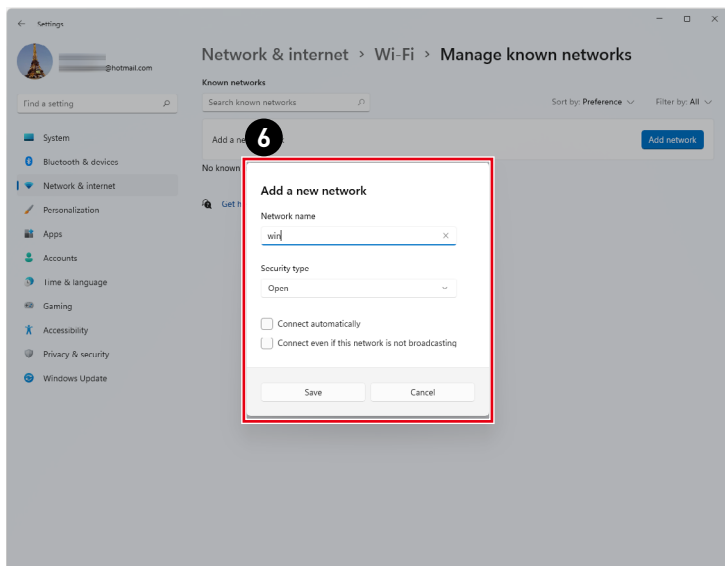 Settings
@hotmail.com
Find a setting
System
Bluetooth & devices
Network & internet
Personalization
Apps
Accounts
Time & language
Gaming
Accessibility
Privacy & security
Windows Update
Network & internet > Wi-Fi > Manage known networks
Known networks
Search known networks
Sort by: Preference
Filter by: All
Add a
6
Add network
No known
Get
Add a new network
Network name
win
Security type
Open
Connect automatically
Connect even if this network is not broadcasting
Save
Cancel